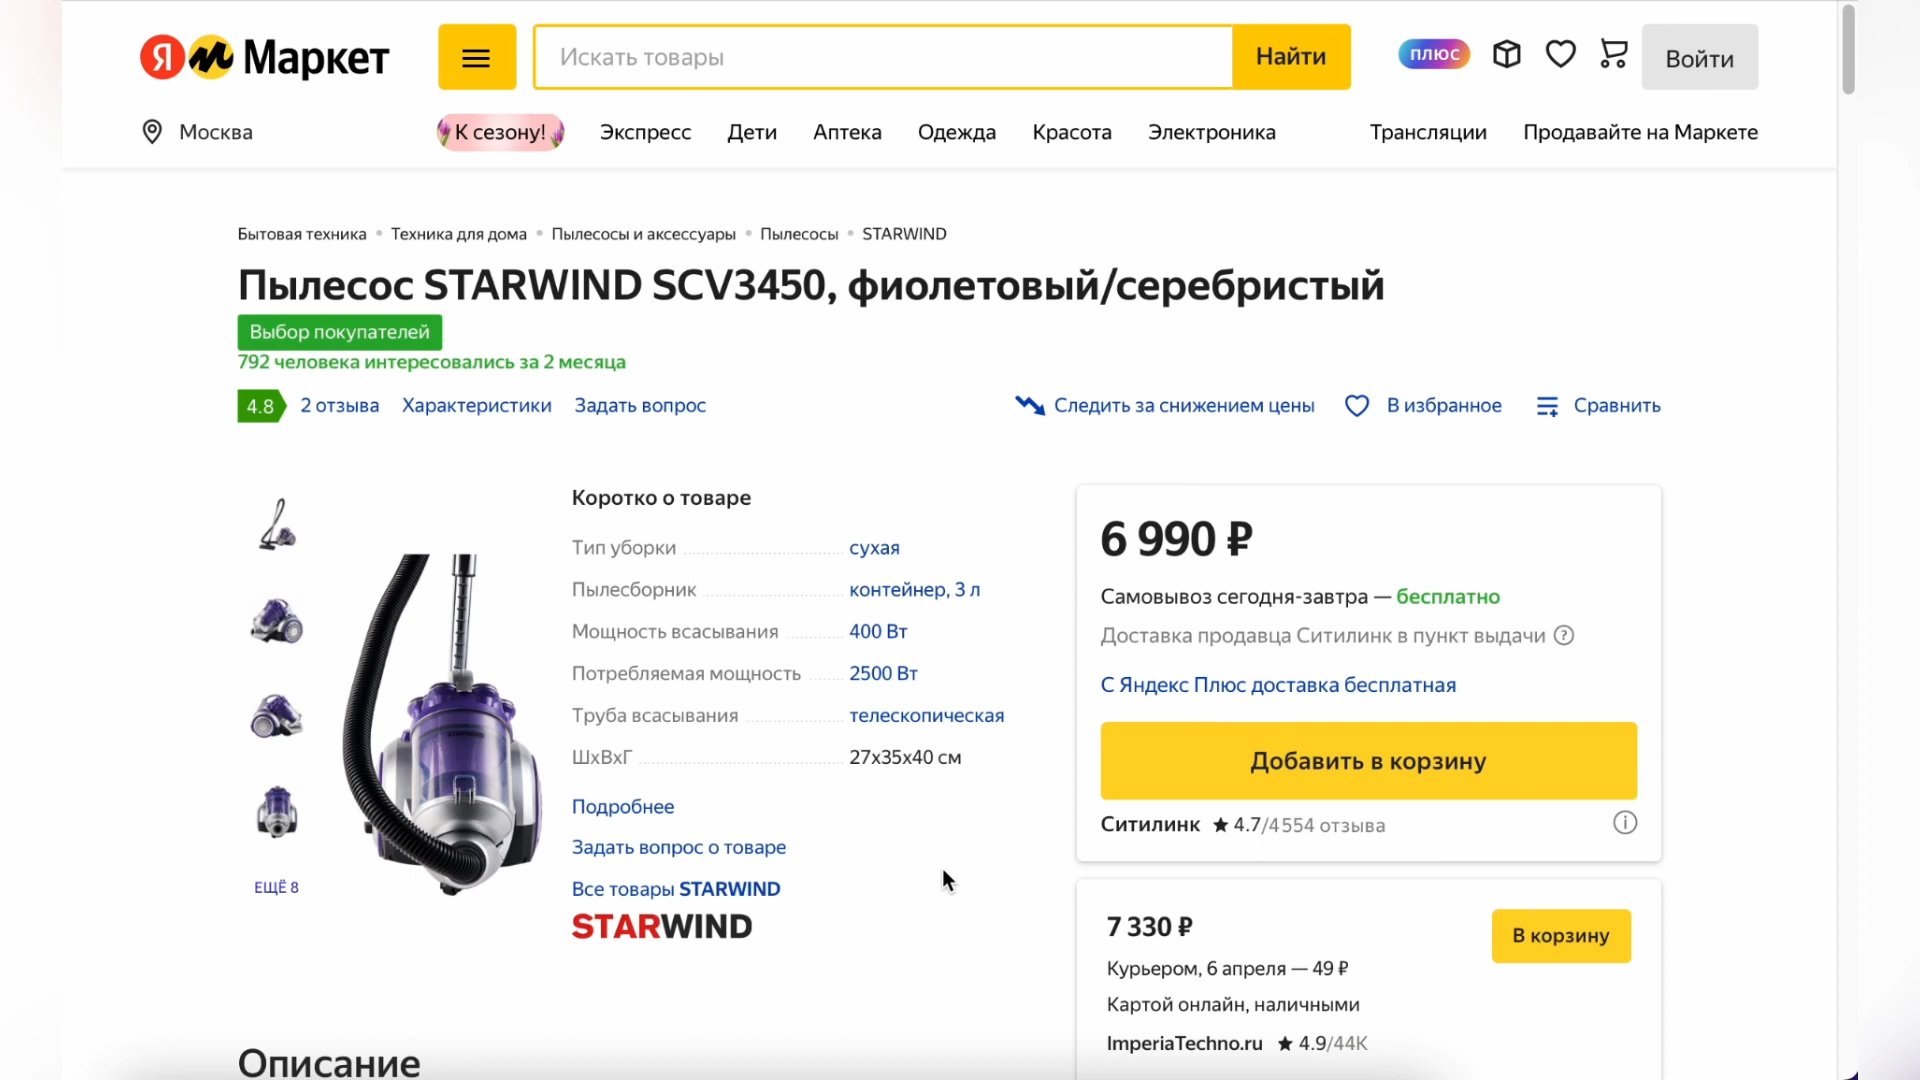 Я Маркет
Искать товары
Найти
плюс
Войти
Москва
К сезону!
Экспресс
Дети
Аптека
Одежда
Красота
Электроника
Трансляции
Продавайте на Маркете
Бытовая техника • Техника для дома • Пылесосы и аксессуары • Пылесосы • STARWIND
Пылесос STARWIND SCV3450, фиолетовый/серебристый
Выбор покупателей
792 человека интересовались за 2 месяца
4.8 2 отзыва Характеристики Задать вопрос
Следить за снижением цены В избранное Сравнить
Коротко о товаре
Тип уборки сухая
Пылесборник контейнер, 3 л
Мощность всасывания 400 Вт
Потребляемая мощность 2500 Вт
Труба всасывания телескопическая
ШхВхГ 27х35х40 см
Подробнее
Задать вопрос о товаре
Все товары STARWIND
STARWIND
ЕЩЁ 8
STARWIND
6 990 ₽
Самовывоз сегодня-завтра — бесплатно
Доставка продавца Ситилинк в пункт выдачи ?
С Яндекс Плюс доставка бесплатная
Добавить в корзину
Ситилинк ★ 4.7/4554 отзыва
7 330 ₽
В корзину
Курьером, 6 апреля — 49 ₽
Картой онлайн, наличными
ImperiaTechno.ru ★ 4.9/44K
Описание